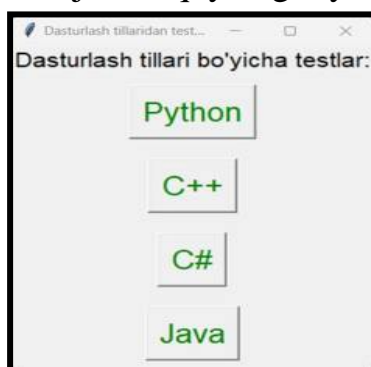 Dasturlash tillaridan test...
Dasturlash tillari bo'yicha testlar:
Python
C++
C#
Java